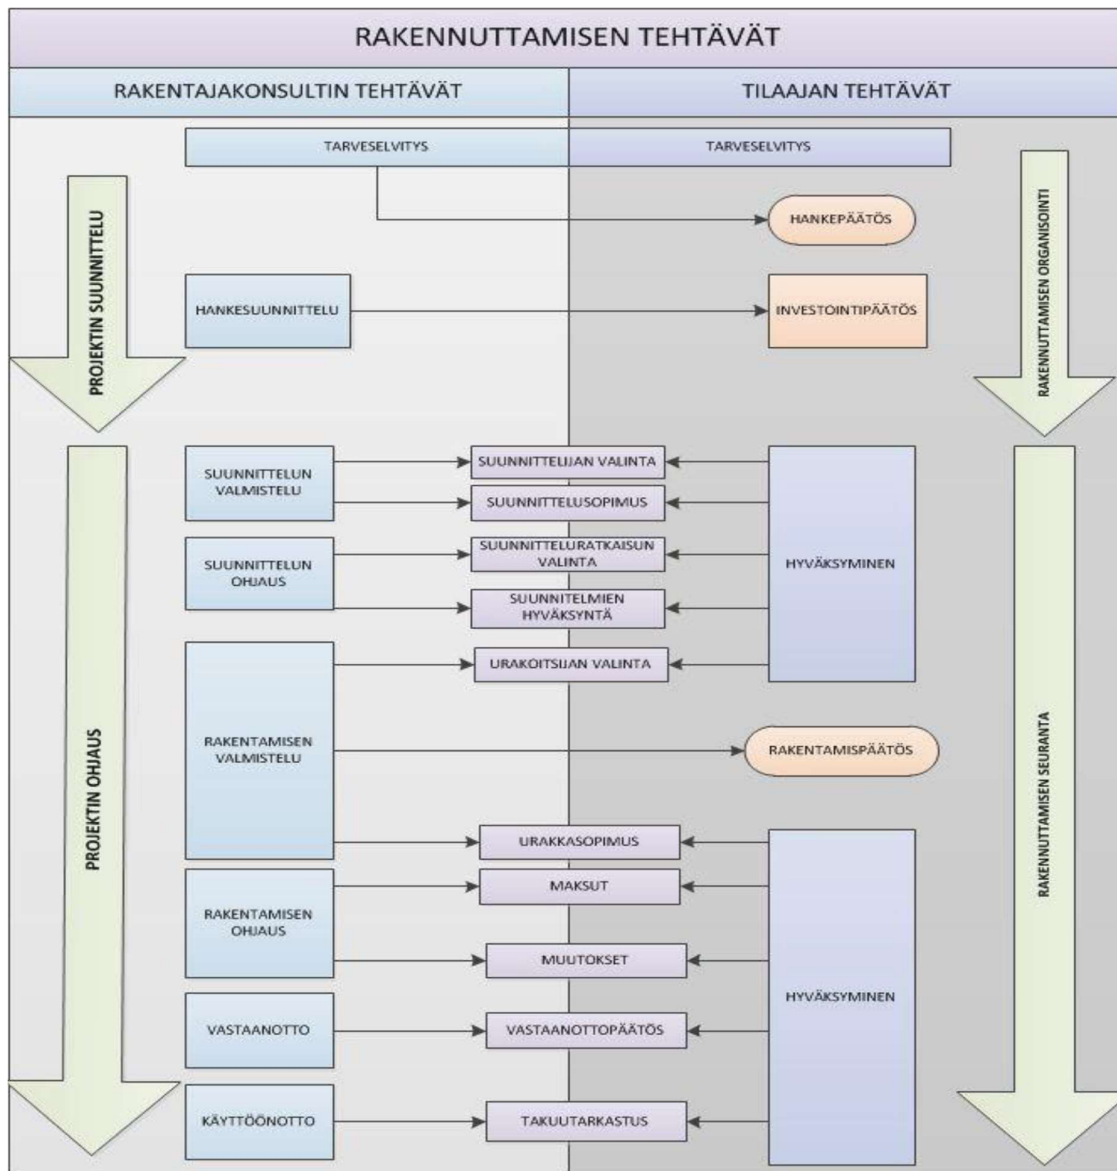 RAKENNUTTAMISEN TEHTÄVÄT
RAKENTAJAKONSULTIN TEHTÄVÄT
TILAAJAN TEHTÄVÄT
TARVESELVITYS
TARVESELVITYS
PROJEKTIN SUUNNITTELU
HANKEPÄÄTÖS
RAKENNUTTAMISEN ORGANISOINTI
HANKESUUNNITTELU
INVESTOINTIPÄÄTÖS
PROJEKTIN OHJAUS
SUUNNITTELUN
VALMISTELU
SUUNNITTELIJAN VALINTA
SUUNNITTELUSOPIMUS
SUUNNITTELUN
OHJAUS
SUUNNITTELURATKAISUN
VALINTA
SUUNNITELMIEN
HYVÄKSYNTÄ
HYVÄKSYMINEN
RAKENNUTTAMISEN SEURANTA
RAKENTAMISEN
VALMISTELU
URAKOITSIJAN VALINTA
RAKENTAMISPÄÄTÖS
URAKKASOPIMUS
RAKENTAMISEN
OHJAUS
MAKSUT
MUUTOKSET
HYVÄKSYMINEN
VASTAANOTTO
VASTAANOTTOPÄÄTÖS
KÄYTTÖÖNOTTO
TAKUUTARKASTUS